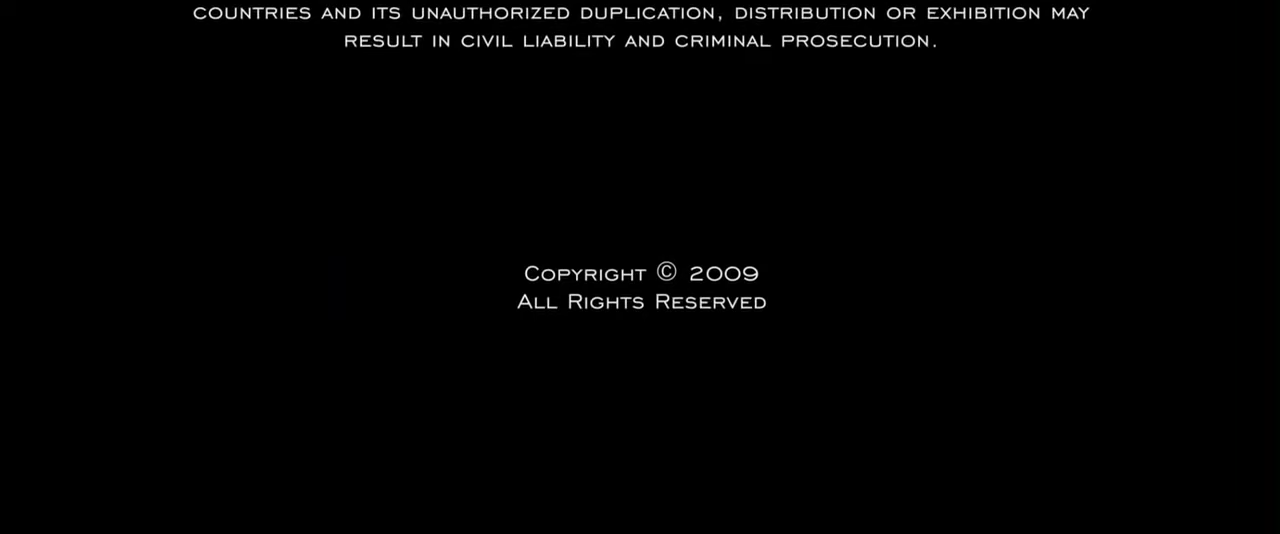 COUNTRIES AND ITS UNAUTHORIZED DUPLICATION, DISTRIBUTION OR EXHIBITION MAY
RESULT IN CIVIL LIABILITY AND CRIMINAL PROSECUTION.
COPYRIGHT © 2009
ALL RIGHTS RESERVED